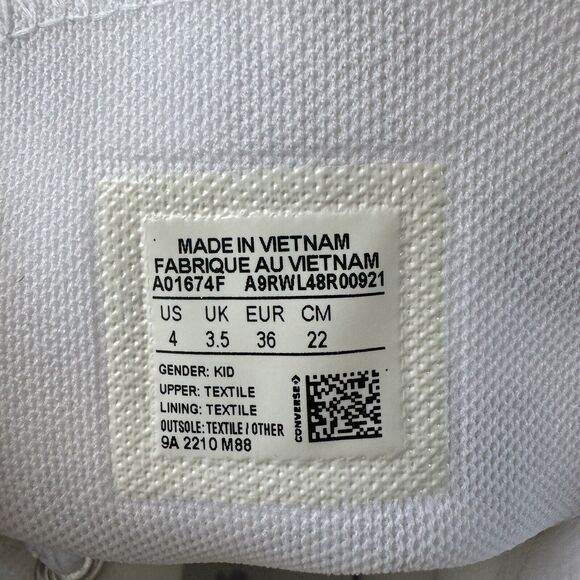 MADE IN VIETNAM
FABRIQUE AU VIETNAM
A01674F A9RWL48R00921
US UK EUR CM
4 3.5 36 22
GENDER: KID
UPPER: TEXTILE
LINING: TEXTILE
OUTSOLE: TEXTILE / OTHER
9A 2210 M88
CONVERSE